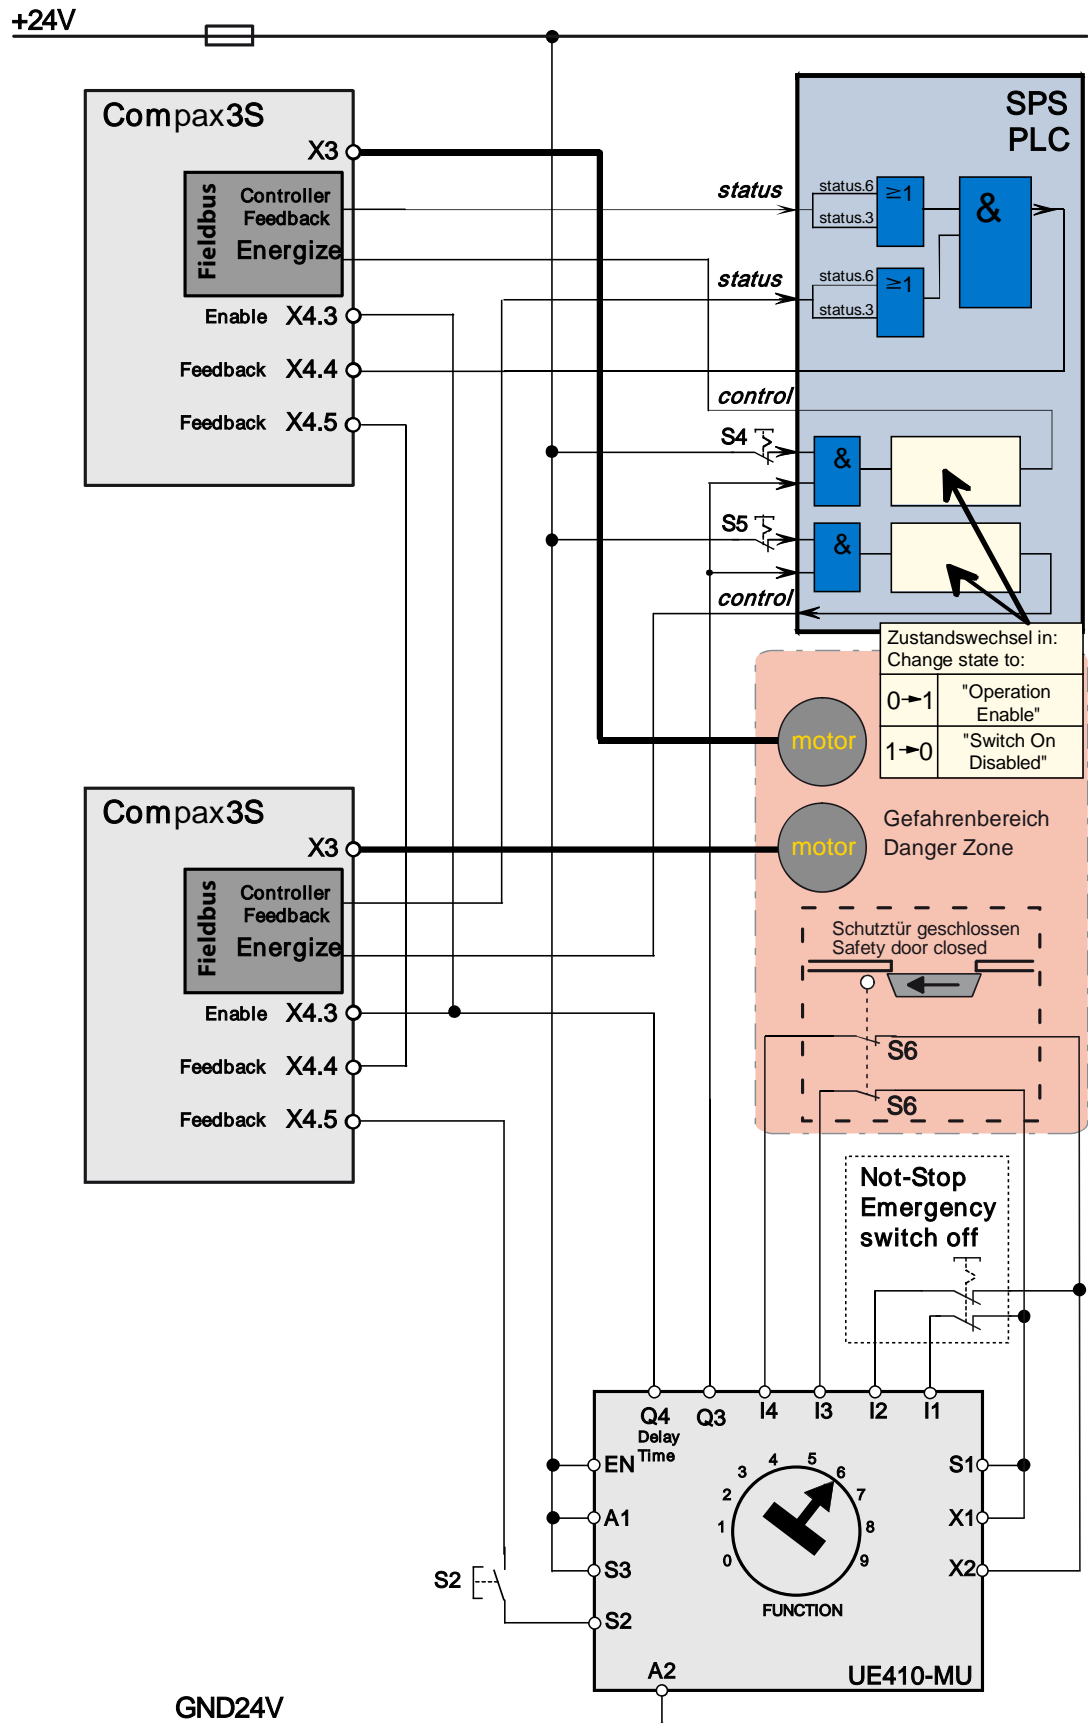 +24V
Compax3S
X3
Fieldbus
Controller
Feedback
Energize
Enable X4.3
Feedback X4.4
Feedback X4.5
SPS
PLC
status
status.6
status.3
≥1
&
status
status.6
status.3
≥1
control
S4
&
S5
&
control
Zustandswechsel in:
Change state to:
0→1 "Operation
Enable"
1→0 "Switch On
Disabled"
motor
motor
Gefahrenbereich
Danger Zone
Compax3S
X3
Fieldbus
Controller
Feedback
Energize
Enable X4.3
Feedback X4.4
Feedback X4.5
Schutztür geschlossen
Safety door closed
S6
S6
Not-Stop
Emergency
switch off
Q4
Delay
Time
Q3
I4
I3
I2
I1
EN
A1
S3
S2
S2
S1
X1
X2
0
1
2
3
4
5
6
7
8
9
FUNCTION
A2
UE410-MU
GND24V